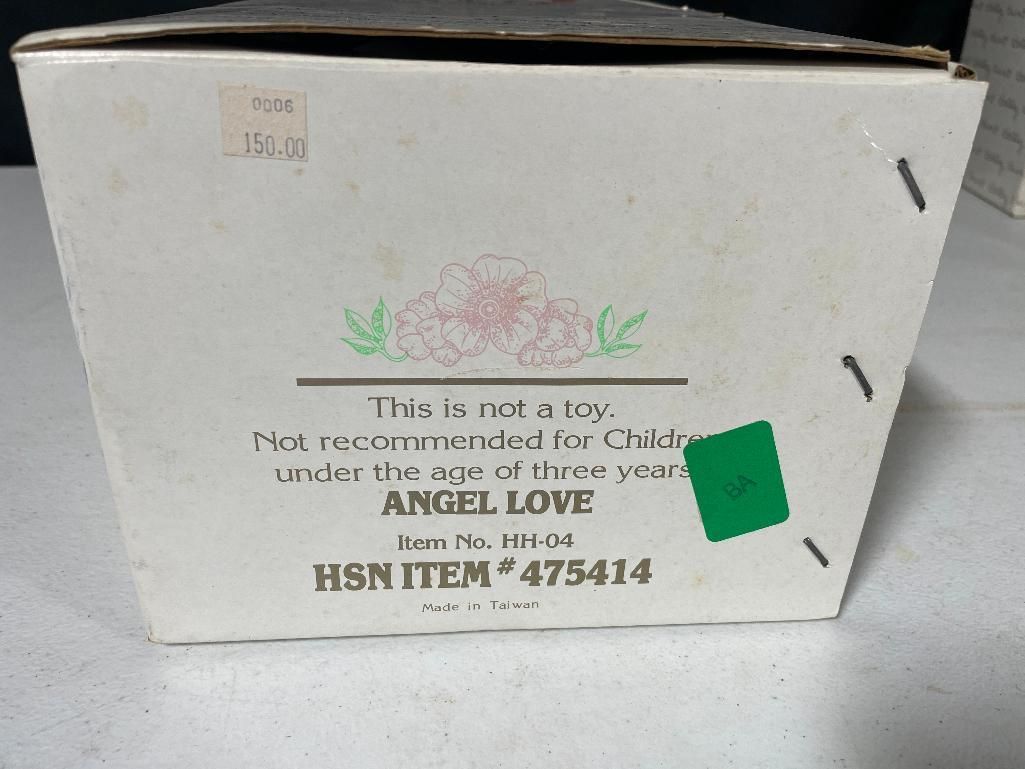 0006
150.00
This is not a toy.
Not recommended for Childre
under the age of three years
ANGEL LOVE
BA
Item No. HH-04
HSN ITEM # 475414
Made in Taiwan